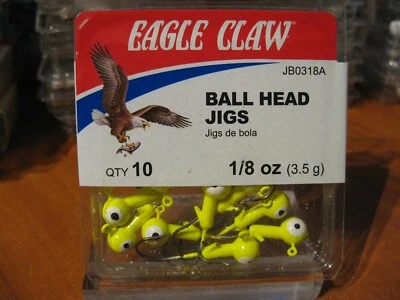 EAGLE CLAW
JB0318A
BALL HEAD
JIGS
Jigs de bola
QTY 10
1/8 oz (3.5 g)